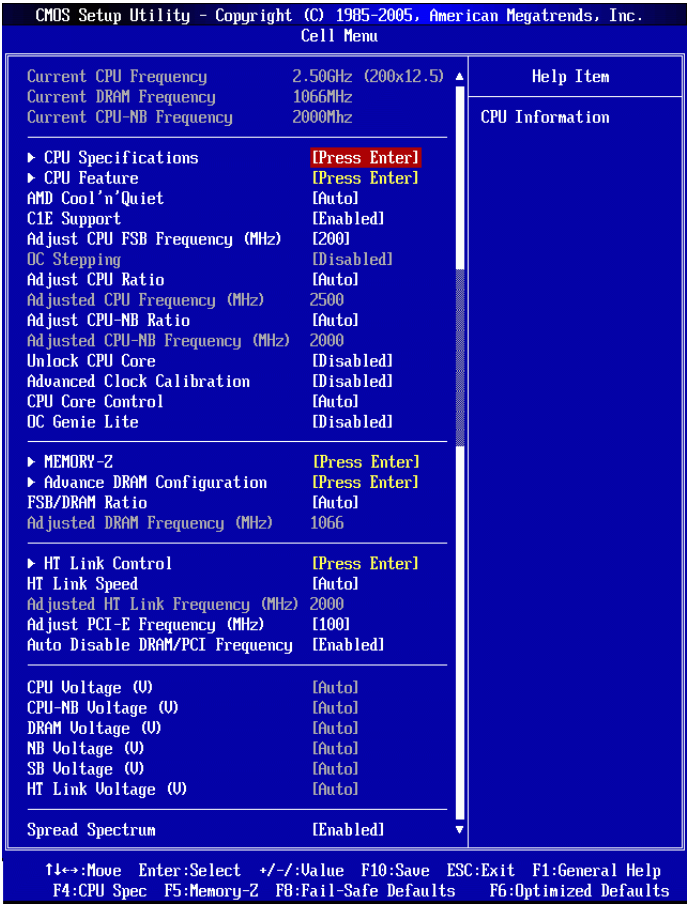 CMOS Setup Utility - Copyright (C) 1985-2005, American Megatrends, Inc.
Cell Menu
Current CPU Frequency 2.50GHz (200x12.5)
Current DRAM Frequency 1066MHz
Current CPU-NB Frequency 2000Mhz
CPU Specifications [Press Enter]
CPU Feature [Press Enter]
AMD Cool'n'Quiet [Auto]
C1E Support [Enabled]
Adjust CPU FSB Frequency (MHz) [200]
OC Stepping [Disabled]
Adjust CPU Ratio [Auto]
Adjusted CPU Frequency (MHz) 2500
Adjust CPU-NB Ratio [Auto]
Adjusted CPU-NB Frequency (MHz) 2000
Unlock CPU Core [Disabled]
Advanced Clock Calibration [Disabled]
CPU Core Control [Auto]
OC Genie Lite [Disabled]
MEMORY-Z [Press Enter]
Advance DRAM Configuration [Press Enter]
FSB/DRAM Ratio [Auto]
Adjusted DRAM Frequency (MHz) 1066
HT Link Control [Press Enter]
HT Link Speed [Auto]
Adjusted HT Link Frequency (MHz) 2000
Adjust PCI-E Frequency (MHz) [100]
Auto Disable DRAM/PCI Frequency [Enabled]
CPU Voltage (V) [Auto]
CPU-NB Voltage (V) [Auto]
DRAM Voltage (V) [Auto]
NB Voltage (V) [Auto]
SB Voltage (V) [Auto]
HT Link Voltage (V) [Auto]
Spread Spectrum [Enabled]
Help Item
CPU Information
↑↓←→:Move Enter:Select +/-/:Value F10:Save ESC:Exit F1:General Help
F4:CPU Spec F5:Memory-Z F8:Fail-Safe Defaults F6:Optimized Defaults